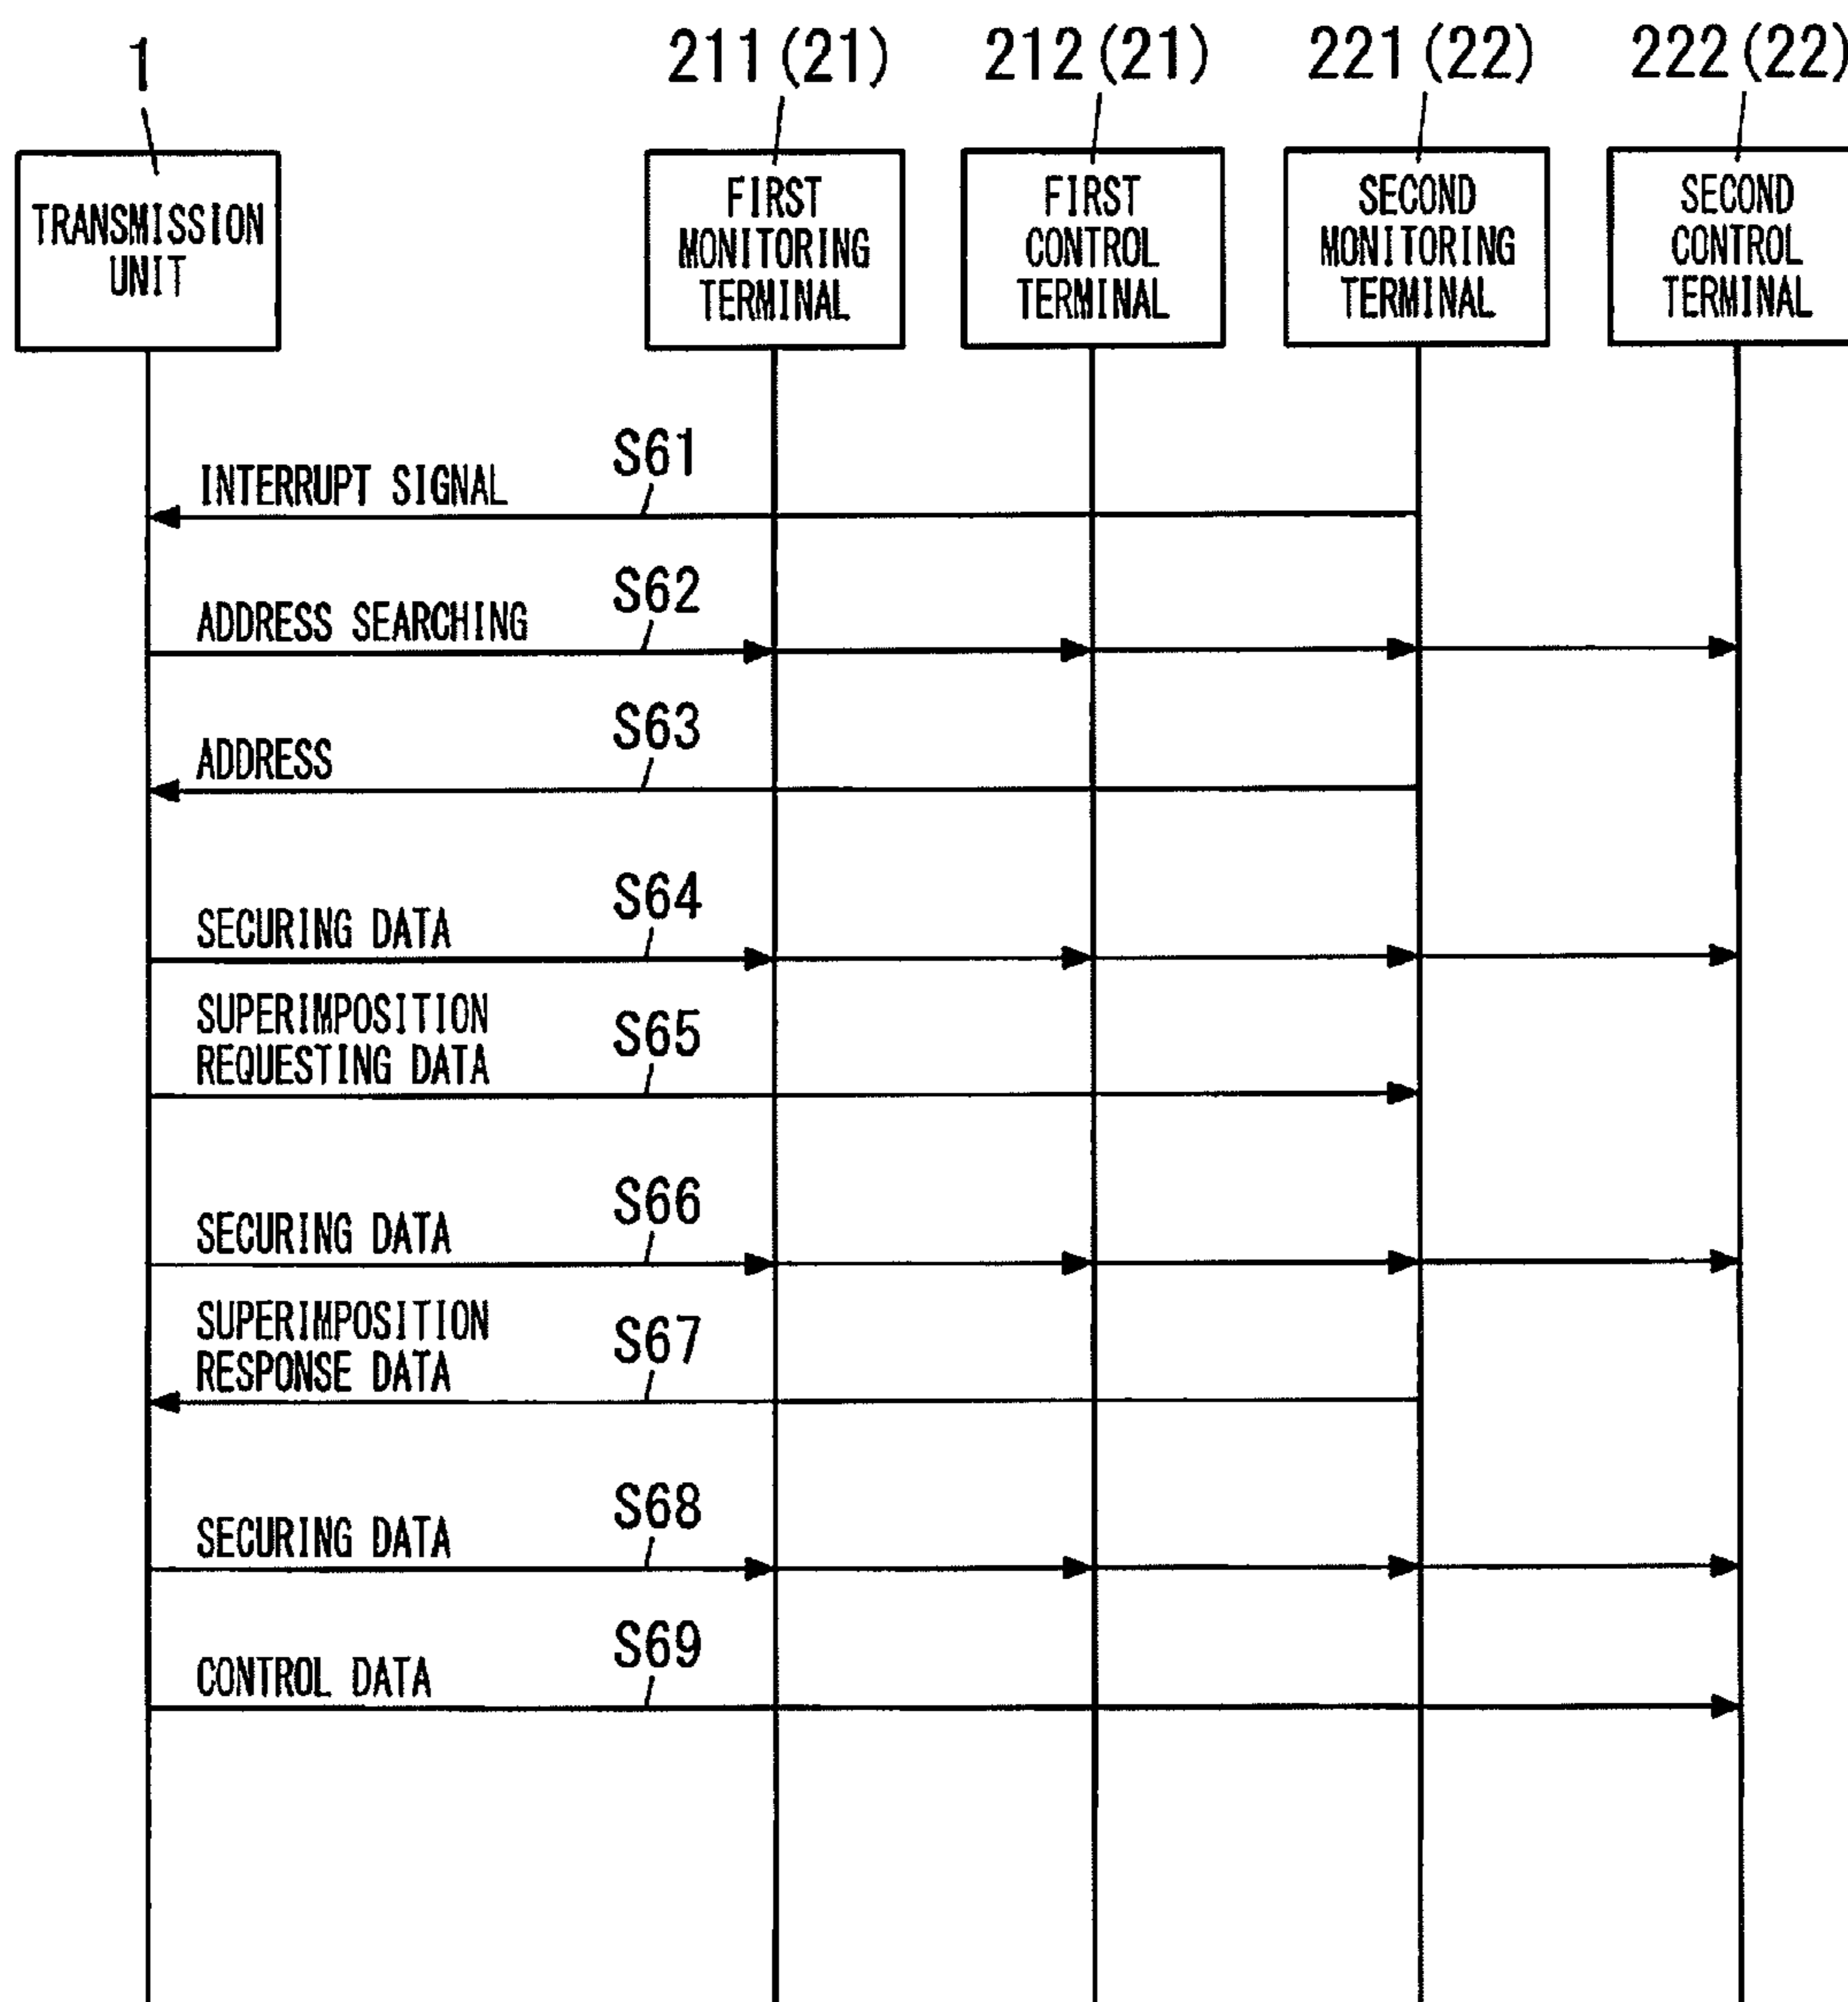 1
211(21)
212(21)
221(22)
222(22)
TRANSMISSION
UNIT
FIRST
MONITORING
TERMINAL
FIRST
CONTROL
TERMINAL
SECOND
MONITORING
TERMINAL
SECOND
CONTROL
TERMINAL
INTERRUPT SIGNAL
S61
ADDRESS SEARCHING
S62
ADDRESS
S63
SECURING DATA
S64
SUPERIMPOSITION
REQUESTING DATA
S65
SECURING DATA
S66
SUPERIMPOSITION
RESPONSE DATA
S67
SECURING DATA
S68
CONTROL DATA
S69